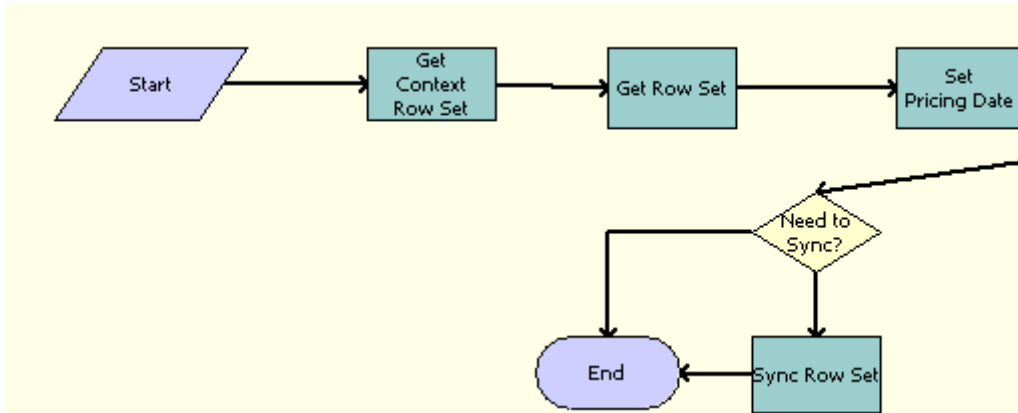 Start
Get
Context
Row Set
Get Row Set
Set
Pricing Date
Need to
Sync?
End
Sync Row Set